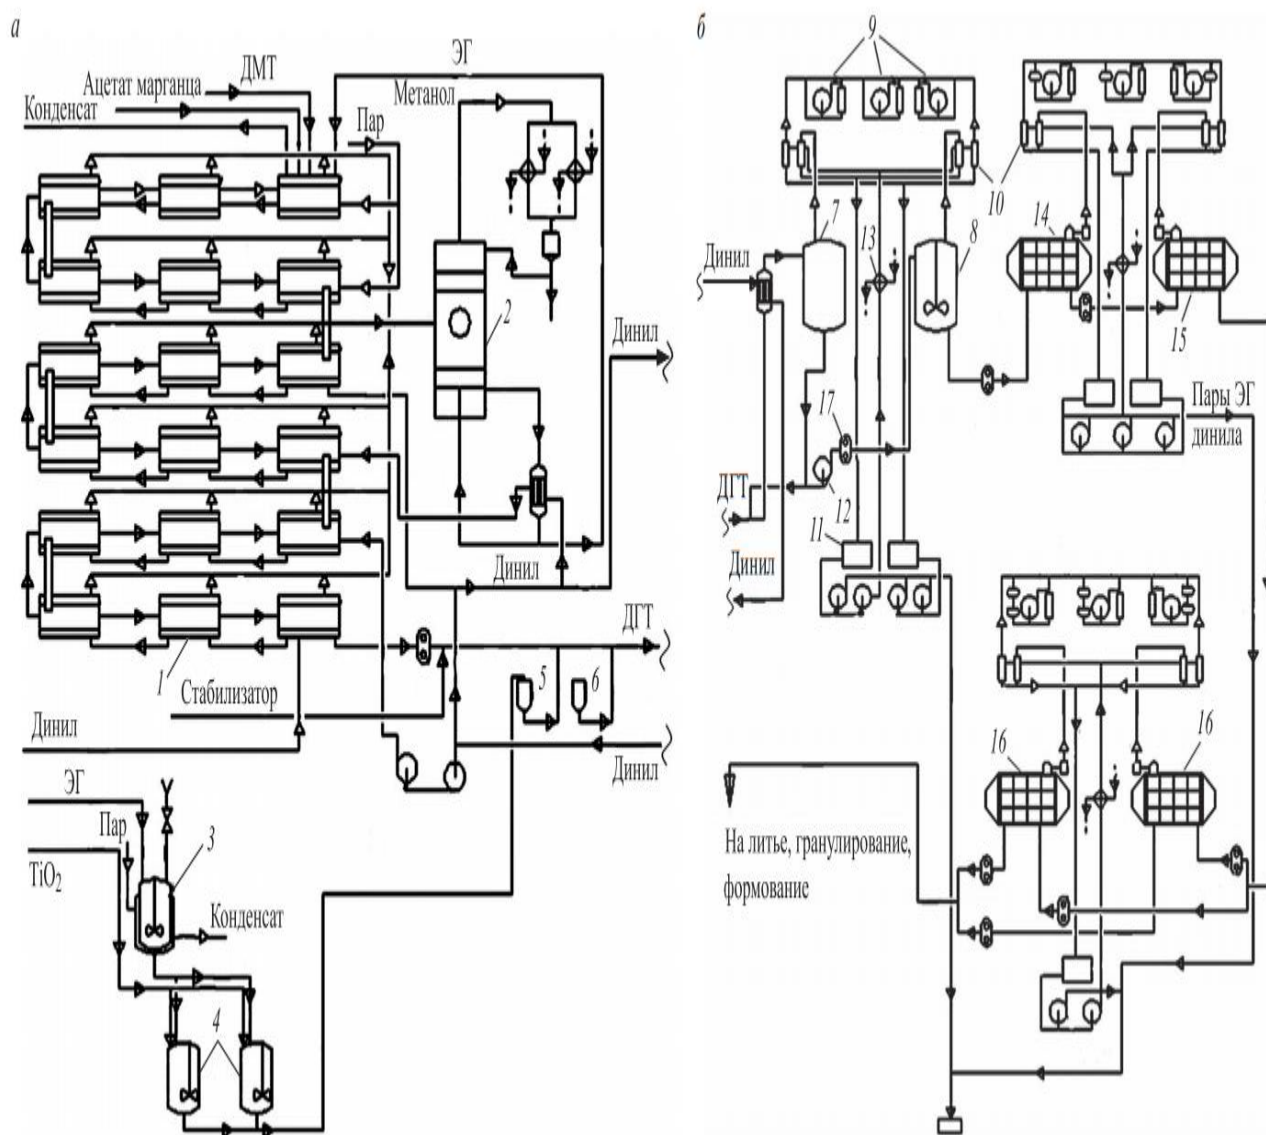 а
ЭГ
ДМТ
Ацетат марганца
Метанол
Конденсат
Пар
2
Динил
Динил
ДГТ
1
5
6
Стабилизатор
Динил
Динил
ЭГ
Пар
3
TiO2
Конденсат
4
б
9
10
7
13
8
14
Динил
15
17
Пары ЭГ
динила
ДГТ
12
11
Динил
16
16
На литье, гранулирование,
формование